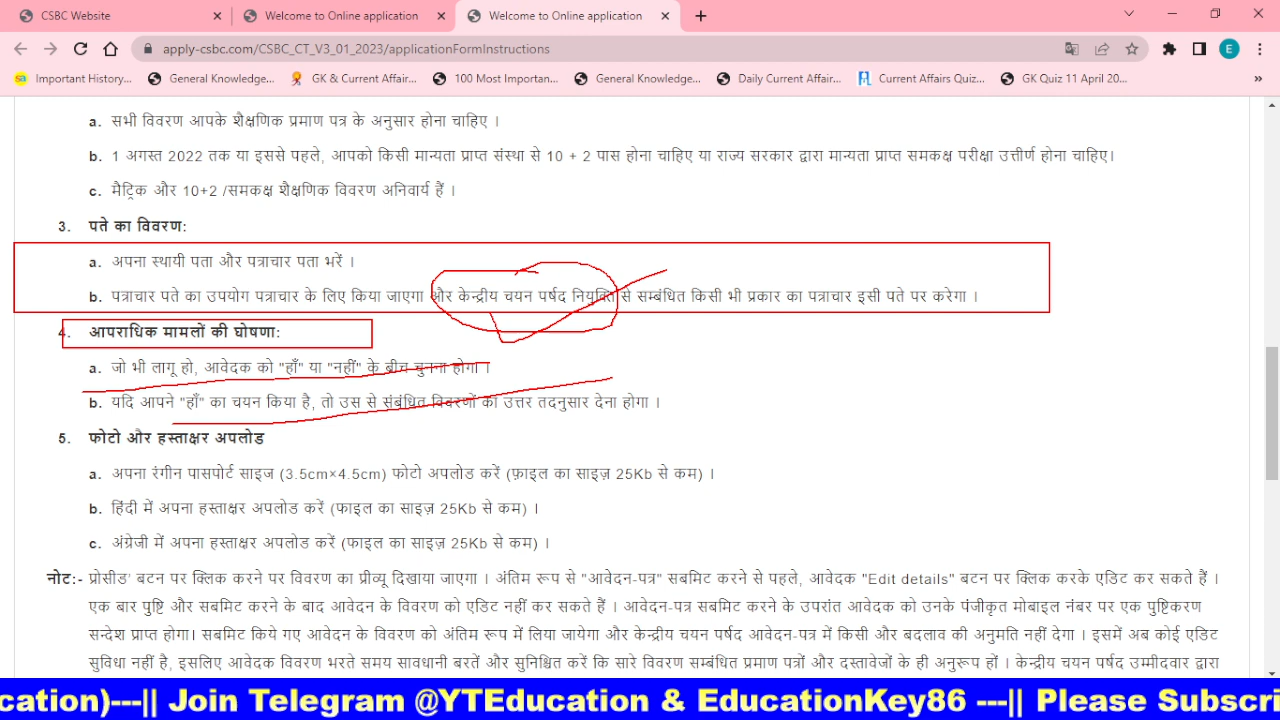 CSBC Website
Welcome to Online application
Welcome to Online application
apply-csbc.com/CSBC_CT_V3_01_2023/applicationFormInstructions
E
Important History...
General Knowledge...
GK & Current Affair...
100 Most Importan...
General Knowledge...
Daily Current Affair...
Current Affairs Quiz...
GK Quiz 11 April 20...
a. सभी विवरण आपके शैक्षणिक प्रमाण पत्र के अनुसार होना चाहिए ।
b. 1 अगस्त 2022 तक या इससे पहले, आपको किसी मान्यता प्राप्त संस्था से 10 + 2 पास होना चाहिए या राज्य सरकार द्वारा मान्यता प्राप्त समकक्ष परीक्षा उत्तीर्ण होना चाहिए।
c. मैट्रिक और 10+2 /समकक्ष शैक्षणिक विवरण अनिवार्य हैं ।
3. पते का विवरण:
a. अपना स्थायी पता और पत्राचार पता भरें ।
b. पत्राचार पते का उपयोग पत्राचार के लिए किया जाएगा और केन्द्रीय चयन पर्षद नियुक्ति से सम्बंधित किसी भी प्रकार का पत्राचार इसी पते पर करेगा ।
4. आपराधिक मामलों की घोषणा:
a. जो भी लागू हो, आवेदक को "हाँ" या "नहीं" के बीच चुनना होगा ।
b. यदि आपने "हाँ" का चयन किया है, तो उस से संबंधित विवरणों का उत्तर तदनुसार देना होगा ।
5. फोटो और हस्ताक्षर अपलोड
a. अपना रंगीन पासपोर्ट साइज (3.5cm×4.5cm) फोटो अपलोड करें (फ़ाइल का साइज़ 25Kb से कम) ।
b. हिंदी में अपना हस्ताक्षर अपलोड करें (फाइल का साइज़ 25Kb से कम) ।
c. अंग्रेजी में अपना हस्ताक्षर अपलोड करें (फाइल का साइज़ 25Kb से कम) ।
नोट:- प्रोसीड' बटन पर क्लिक करने पर विवरण का प्रीव्यू दिखाया जाएगा । अंतिम रूप से "आवेदन-पत्र" सबमिट करने से पहले, आवेदक "Edit details" बटन पर क्लिक करके एडिट कर सकते हैं ।
एक बार पुष्टि और सबमिट करने के बाद आवेदन के विवरण को एडिट नहीं कर सकते हैं । आवेदन-पत्र सबमिट करने के उपरांत आवेदक को उनके पंजीकृत मोबाइल नंबर पर एक पुष्टिकरण
सन्देश प्राप्त होगा। सबमिट किये गए आवेदन के विवरण को अंतिम रूप में लिया जायेगा और केन्द्रीय चयन पर्षद आवेदन-पत्र में किसी और बदलाव की अनुमति नहीं देगा । इसमें अब कोई एडिट
सुविधा नहीं है, इसलिए आवेदक विवरण भरते समय सावधानी बरतें और सुनिश्चित करें कि सारे विवरण सम्बंधित प्रमाण पत्रों और दस्तावेजों के ही अनुरूप हों । केन्द्रीय चयन पर्षद उम्मीदवार द्वारा
cation)---|| Join Telegram @YTEducation & EducationKey86 ---|| Please Subscri